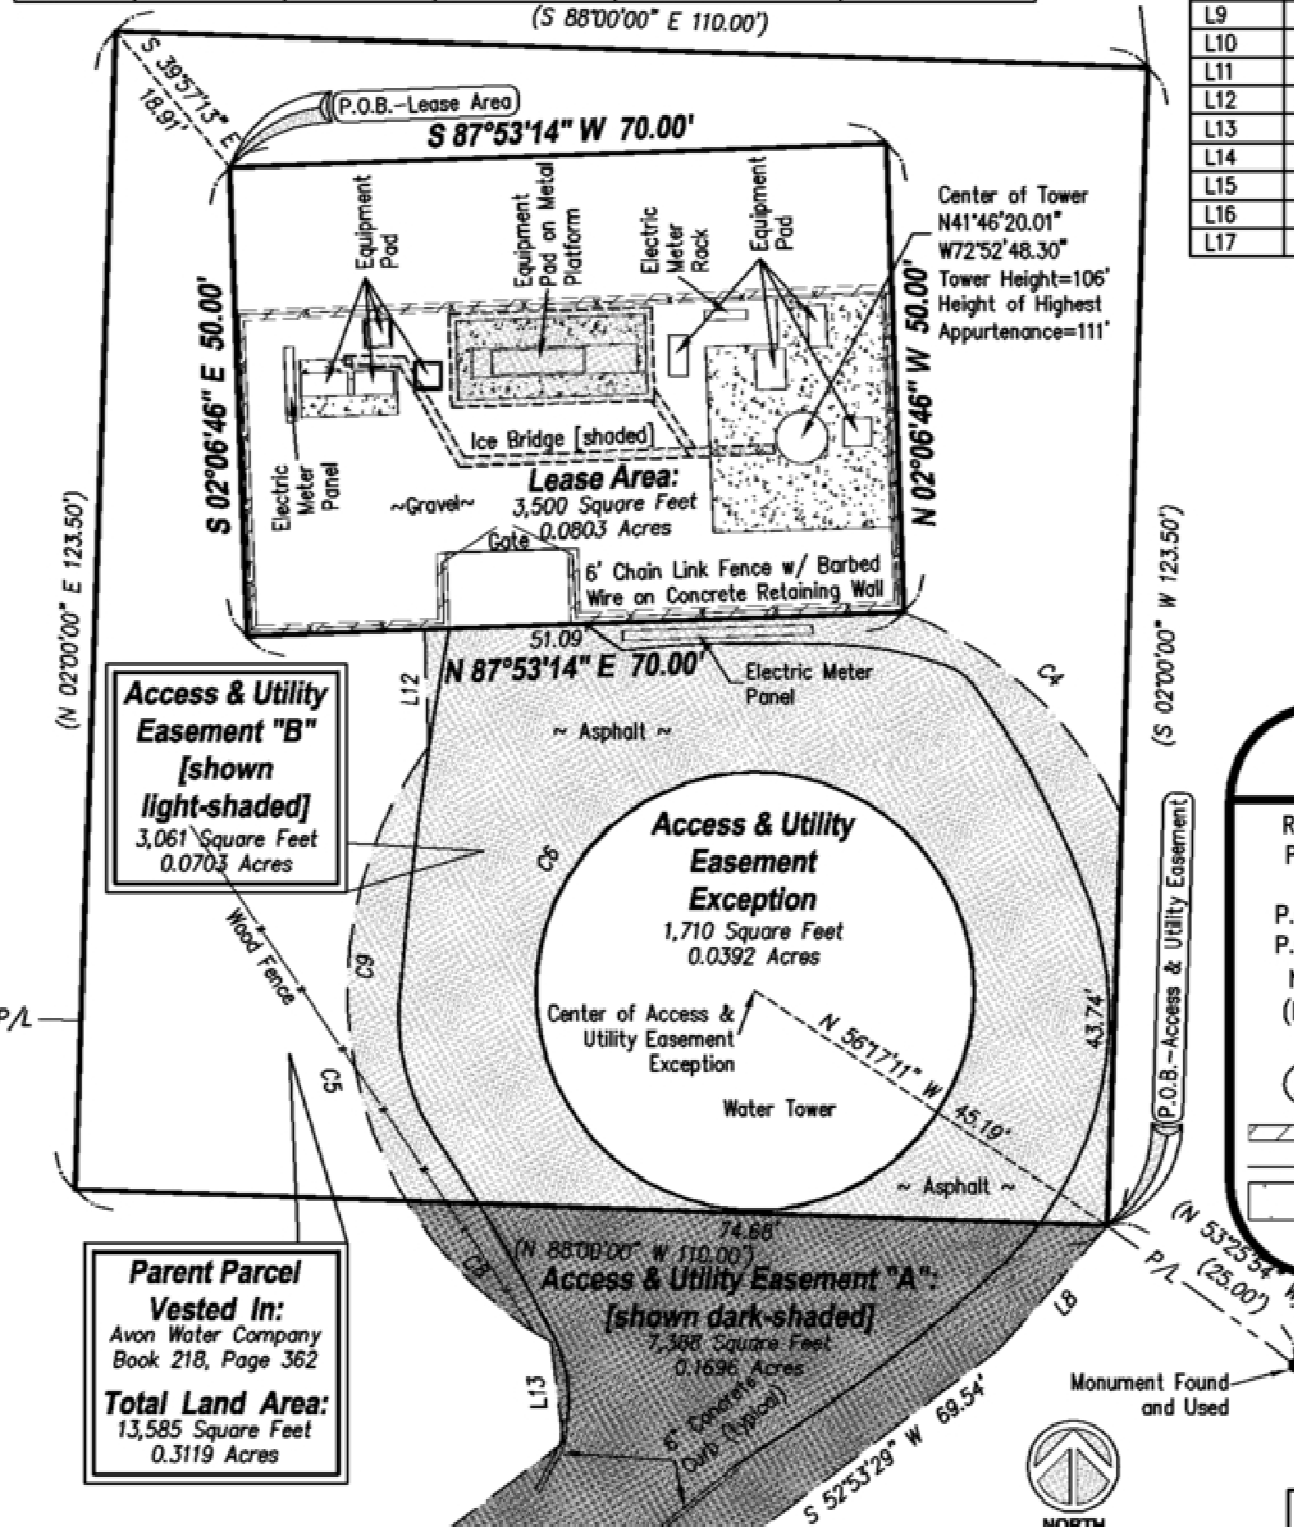 (S 88°00'00" E 110.00')
L9
L10
L11
L12
L13
L14
L15
L16
L17
S 39°57'13" E
18.91'
P.O.B.-Lease Area
S 87°53'14" W 70.00'
Equipment
Pad
Equipment
Pad on Metal
Platform
Electric
Meter
Rack
Equipment
Pad
Center of Tower
N41°46'20.01"
W72°52'48.30"
Tower Height=106'
Height of Highest
Appurtenance=111'
S 02°06'46" E 50.00'
N 02°06'46" W 50.00'
Ice Bridge [shaded]
Lease Area:
3,500 Square Feet
0.0803 Acres
Electric
Meter
Panel
~Gravel~
Gate
6' Chain Link Fence w/ Barbed
Wire on Concrete Retaining Wall
(N 02°00'00" E 123.50')
(S 02°00'00" W 123.50')
51.09'
N 87°53'14" E 70.00'
Electric Meter
Panel
L12
C4
Access & Utility
Easement "B"
[shown
light-shaded]
3,061 Square Feet
0.0703 Acres
~ Asphalt ~
Access & Utility
Easement
Exception
1,710 Square Feet
0.0392 Acres
C6
Wood Fence
C9
C5
P/L
Center of Access &
Utility Easement
Exception
N 56°17'11" W 45.19'
Water Tower
43.74'
P.O.B.-Access & Utility Easement
R
P.
P.
~ Asphalt ~
74.68'
(N 88°00'00" W 110.00')
Access & Utility Easement "A":
[shown dark-shaded]
7,388 Square Feet
0.1696 Acres
C8
L13
6" Concrete
Curb (typical)
L8
S 52°53'29" W 69.54'
(N 53°25'54" W
(25.00')
P/L
Monument Found
and Used
Parent Parcel
Vested In:
Avon Water Company
Book 218, Page 362
Total Land Area:
13,585 Square Feet
0.3119 Acres
NORTH